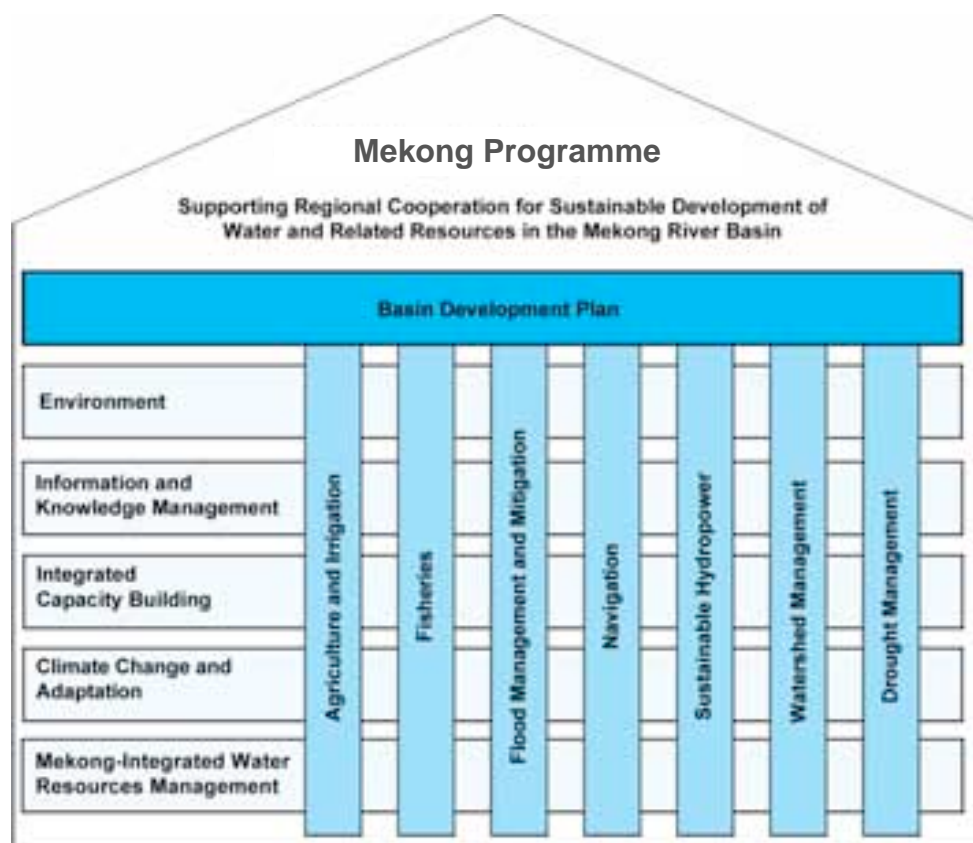 Mekong Programme
Supporting Regional Cooperation for Sustainable Development of
Water and Related Resources in the Mekong River Basin
Basin Development Plan
Environment
Information and
Knowledge Management
Integrated
Capacity Building
Climate Change and
Adaptation
Mekong-Integrated Water
Resources Management
Agriculture and Irrigation
Fisheries
Flood Management and Mitigation
Navigation
Sustainable Hydropower
Watershed Management
Drought Management